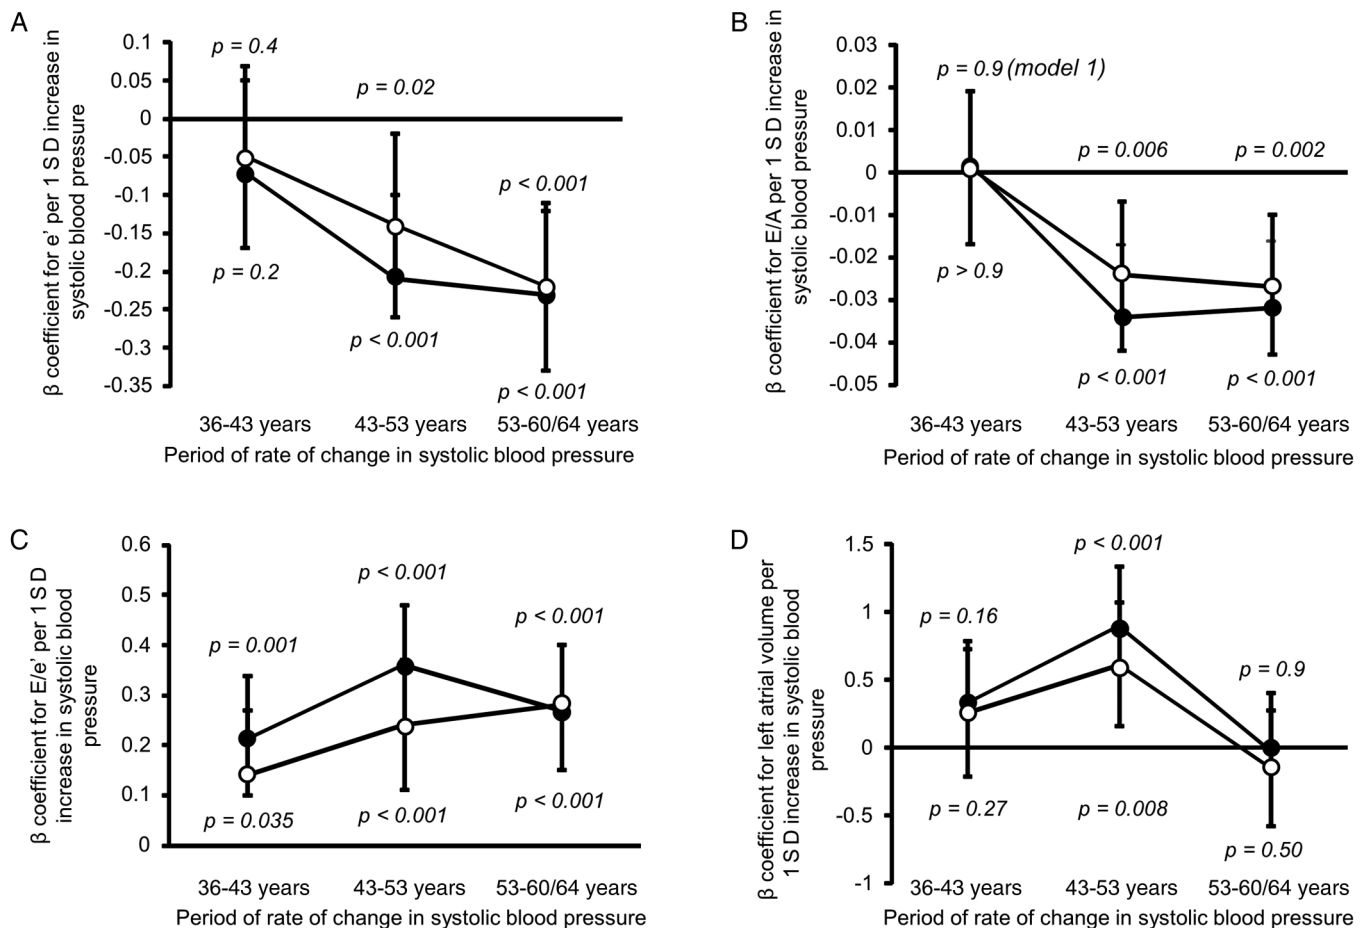 A
β coefficient for e' per 1 S D increase in
systolic blood pressure
0.1
0.05
0
-0.05
-0.1
-0.15
-0.2
-0.25
-0.3
-0.35
p = 0.4
p = 0.02
p < 0.001
p = 0.2
p < 0.001
p < 0.001
36-43 years
43-53 years
53-60/64 years
Period of rate of change in systolic blood pressure
B
β coefficient for E/A per 1 S D increase in
systolic blood pressure
0.03
0.02
0.01
0
-0.01
-0.02
-0.03
-0.04
-0.05
p = 0.9 (model 1)
p = 0.006
p = 0.002
p > 0.9
p < 0.001
p < 0.001
36-43 years
43-53 years
53-60/64 years
Period of rate of change in systolic blood pressure
C
β coefficient for E/e' per 1 S D
increase in systolic blood
pressure
0.6
0.5
0.4
0.3
0.2
0.1
0
p < 0.001
p < 0.001
p = 0.001
p = 0.035
p < 0.001
p < 0.001
36-43 years
43-53 years
53-60/64 years
Period of rate of change in systolic blood pressure
D
β coefficient for left atrial volume per
1 S D increase in systolic blood
pressure
1.5
1
0.5
0
-0.5
-1
p < 0.001
p = 0.16
p = 0.9
p = 0.27
p = 0.008
p = 0.50
36-43 years
43-53 years
53-60/64 years
Period of rate of change in systolic blood pressure